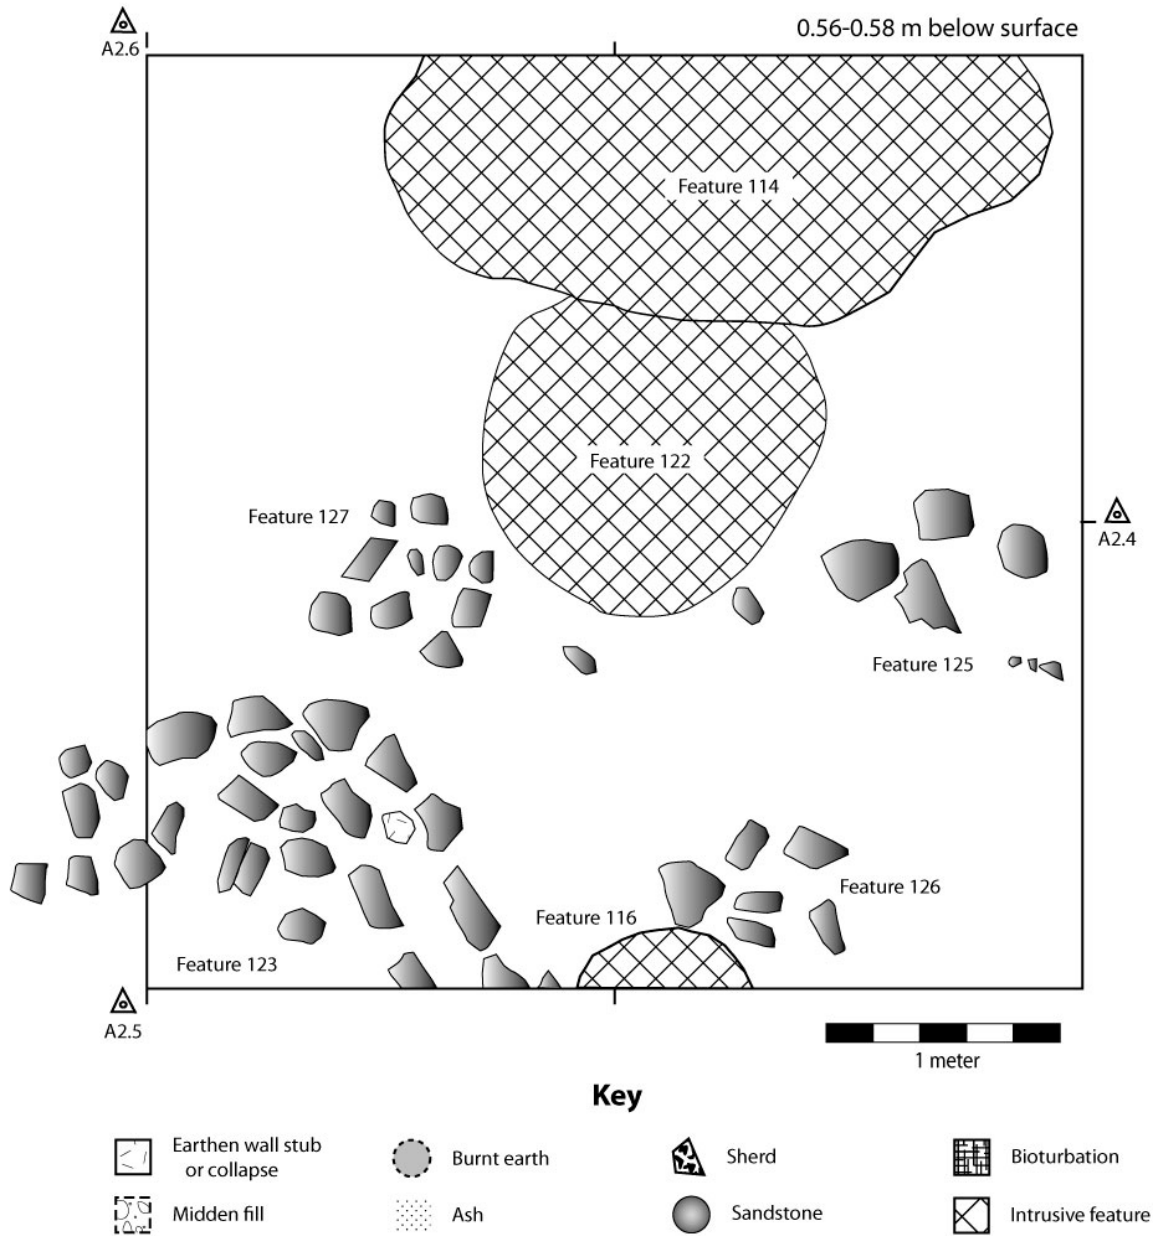 0.56-0.58 m below surface
A2.6
Feature 114
Feature 122
Feature 127
A2.4
Feature 125
Feature 126
Feature 116
Feature 123
A2.5
1 meter
Key
Earthen wall stub
or collapse
Burnt earth
Sherd
Bioturbation
Midden fill
Ash
Sandstone
Intrusive feature